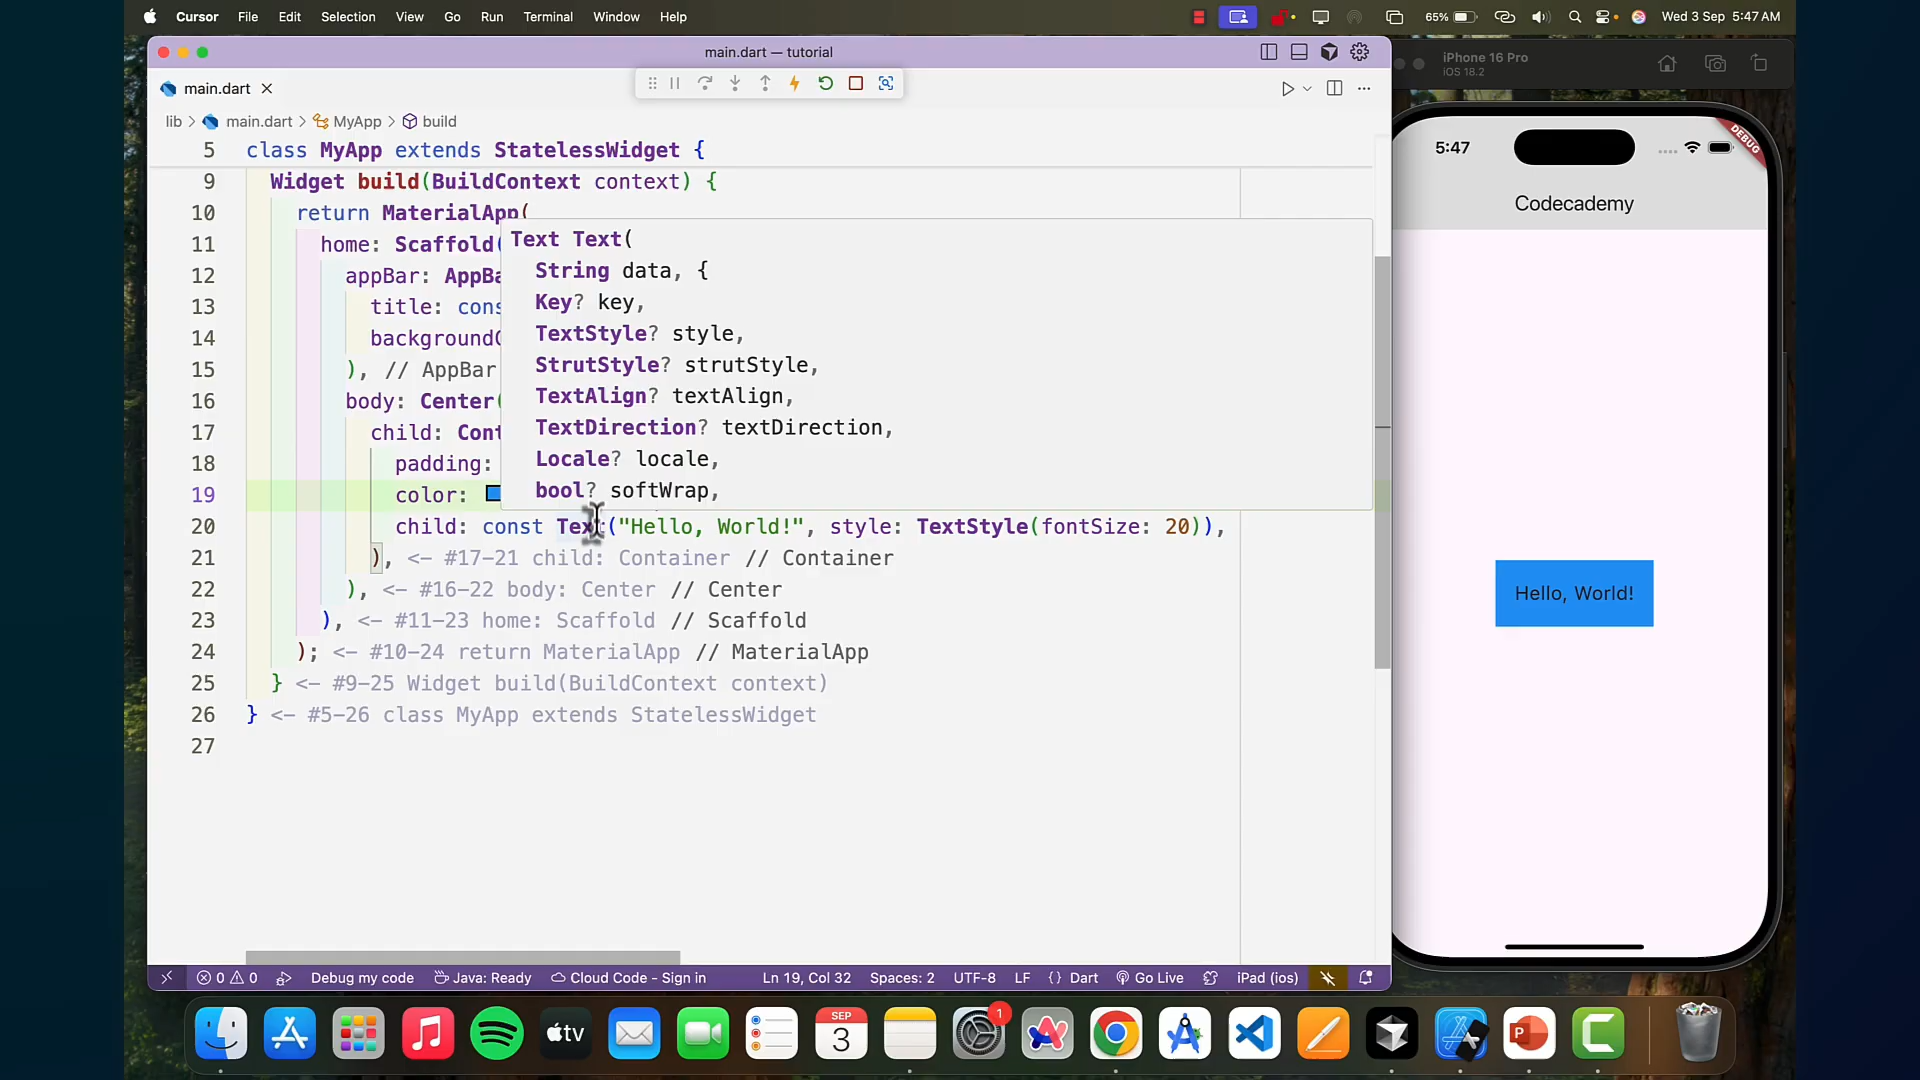 Cursor File Edit Selection View Go Run Terminal Window Help 65% Wed 3 Sep 5:47 AM
main.dart — tutorial
main.dart
lib > main.dart > MyApp > build
5 class MyApp extends StatelessWidget {
9 Widget build(BuildContext context) {
10 return MaterialApp(
11 home: Scaffold(
12 appBar: AppBa
13 title: cons
14 backgroundC
15 ), // AppBar
16 body: Center(
17 child: Cont
18 padding:
19 color:
Text Text(
String data, {
Key? key,
TextStyle? style,
StrutStyle? strutStyle,
TextAlign? textAlign,
TextDirection? textDirection,
Locale? locale,
bool? softWrap,
20 child: const Text("Hello, World!", style: TextStyle(fontSize: 20)),
21 ), <- #17-21 child: Container // Container
22 ), <- #16-22 body: Center // Center
23 ), <- #11-23 home: Scaffold // Scaffold
24 ); <- #10-24 return MaterialApp // MaterialApp
25 } <- #9-25 Widget build(BuildContext context)
26 } <- #5-26 class MyApp extends StatelessWidget
27
0 0 Debug my code Java: Ready Cloud Code - Sign in Ln 19, Col 32 Spaces: 2 UTF-8 LF {} Dart Go Live iPad (ios)
iPhone 16 Pro
iOS 18.2
5:47
DEBUG
Codecademy
Hello, World!
tv
SEP
3
1
P